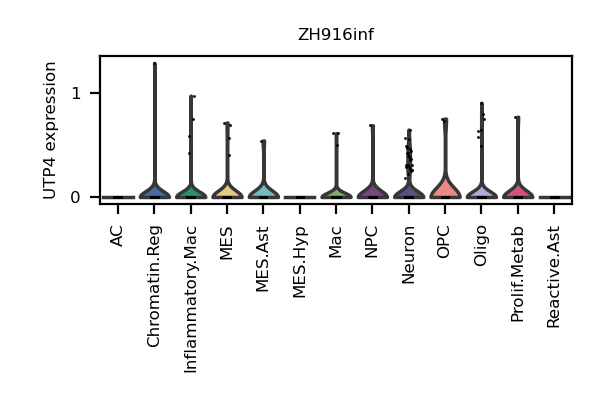 ZH916inf
UTP4 expression
1
0
AC
Chromatin.Reg
Inflammatory.Mac
MES
MES.Ast
MES.Hyp
Mac
NPC
Neuron
OPC
Oligo
Prolif.Metab
Reactive.Ast